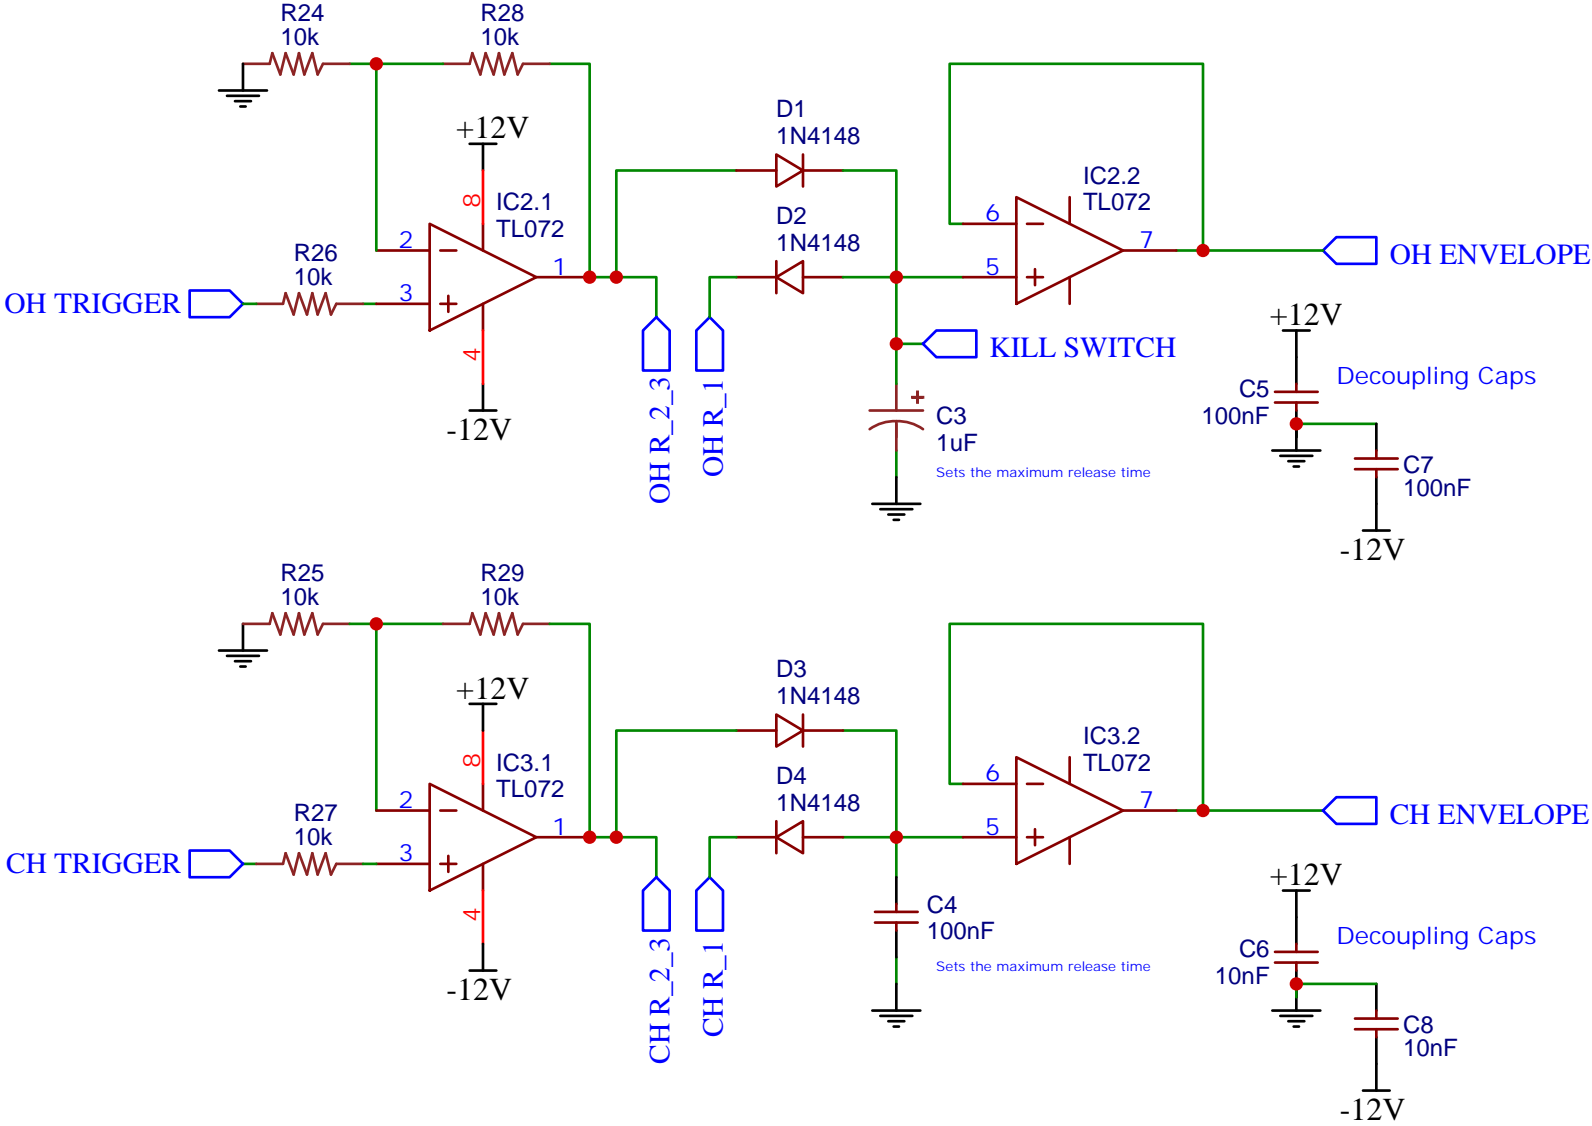 R24
10k
R28
10k
+12V
8
IC2.1
TL072
2
3
1
4
-12V
R26
10k
OH TRIGGER
OH R_2_3
OH R_1
D1
1N4148
D2
1N4148
IC2.2
TL072
6
5
7
OH ENVELOPE
KILL SWITCH
+
C3
1uF
Sets the maximum release time
+12V
Decoupling Caps
C5
100nF
C7
100nF
-12V
R25
10k
R29
10k
+12V
8
IC3.1
TL072
2
3
1
4
-12V
R27
10k
CH TRIGGER
CH R_2_3
CH R_1
D3
1N4148
D4
1N4148
IC3.2
TL072
6
5
7
CH ENVELOPE
C4
100nF
Sets the maximum release time
+12V
Decoupling Caps
C6
10nF
C8
10nF
-12V